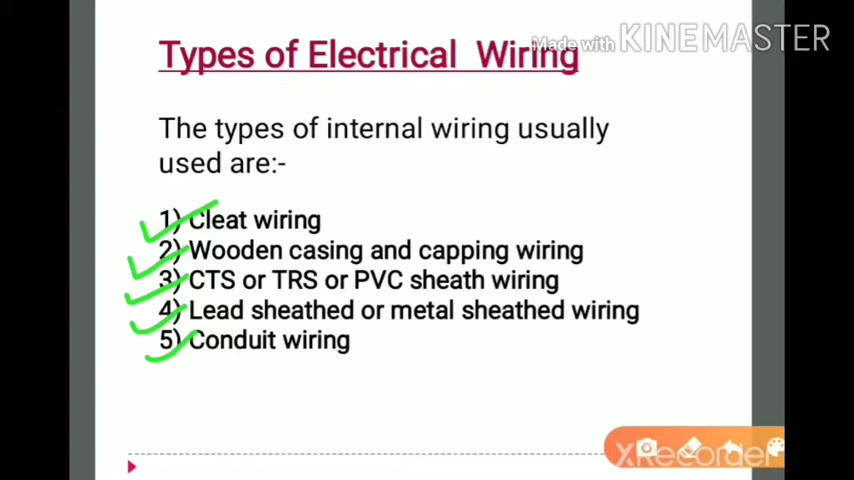 Types of Electrical Wiring
Made with KINEMASTER
The types of internal wiring usually
used are:-
1) Cleat wiring
2) Wooden casing and capping wiring
3) CTS or TRS or PVC sheath wiring
4) Lead sheathed or metal sheathed wiring
5) Conduit wiring
XRecorder